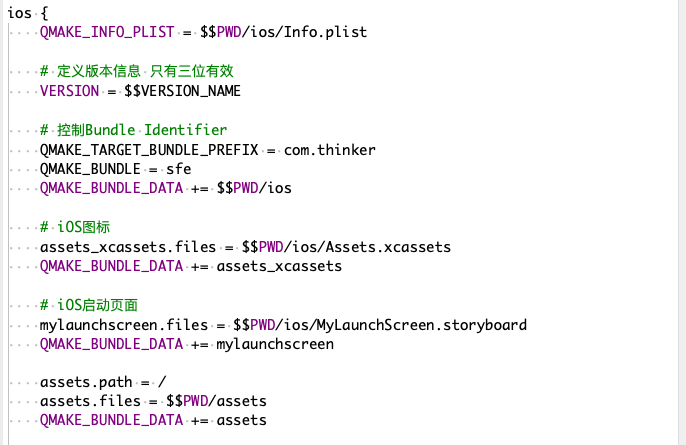 ios {
    QMAKE_INFO_PLIST = $$PWD/ios/Info.plist
    # 定义版本信息 只有三位有效
    VERSION = $$VERSION_NAME
    # 控制Bundle Identifier
    QMAKE_TARGET_BUNDLE_PREFIX = com.thinker
    QMAKE_BUNDLE = sfe
    QMAKE_BUNDLE_DATA += $$PWD/ios
    # iOS图标
    assets_xcassets.files = $$PWD/ios/Assets.xcassets
    QMAKE_BUNDLE_DATA += assets_xcassets
    # iOS启动页面
    mylaunchscreen.files = $$PWD/ios/MyLaunchScreen.storyboard
    QMAKE_BUNDLE_DATA += mylaunchscreen
    assets.path = /
    assets.files = $$PWD/assets
    QMAKE_BUNDLE_DATA += assets